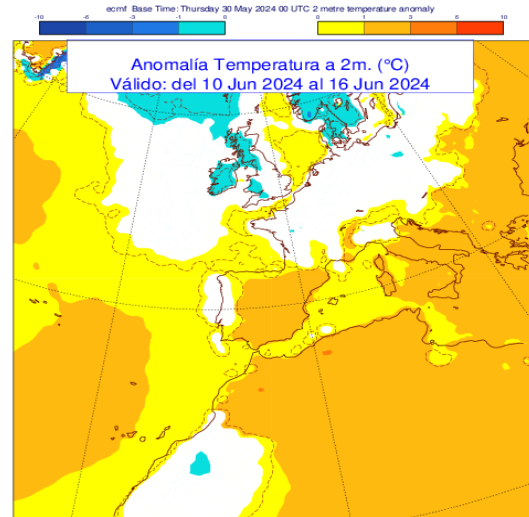 ecmf Base Time: Thursday 30 May 2024 00 UTC 2 metre temperature anomaly
-10 -6 -3 -1 0 0 1 3 6 10
Anomalía Temperatura a 2m. (°C)
Válido: del 10 Jun 2024 al 16 Jun 2024